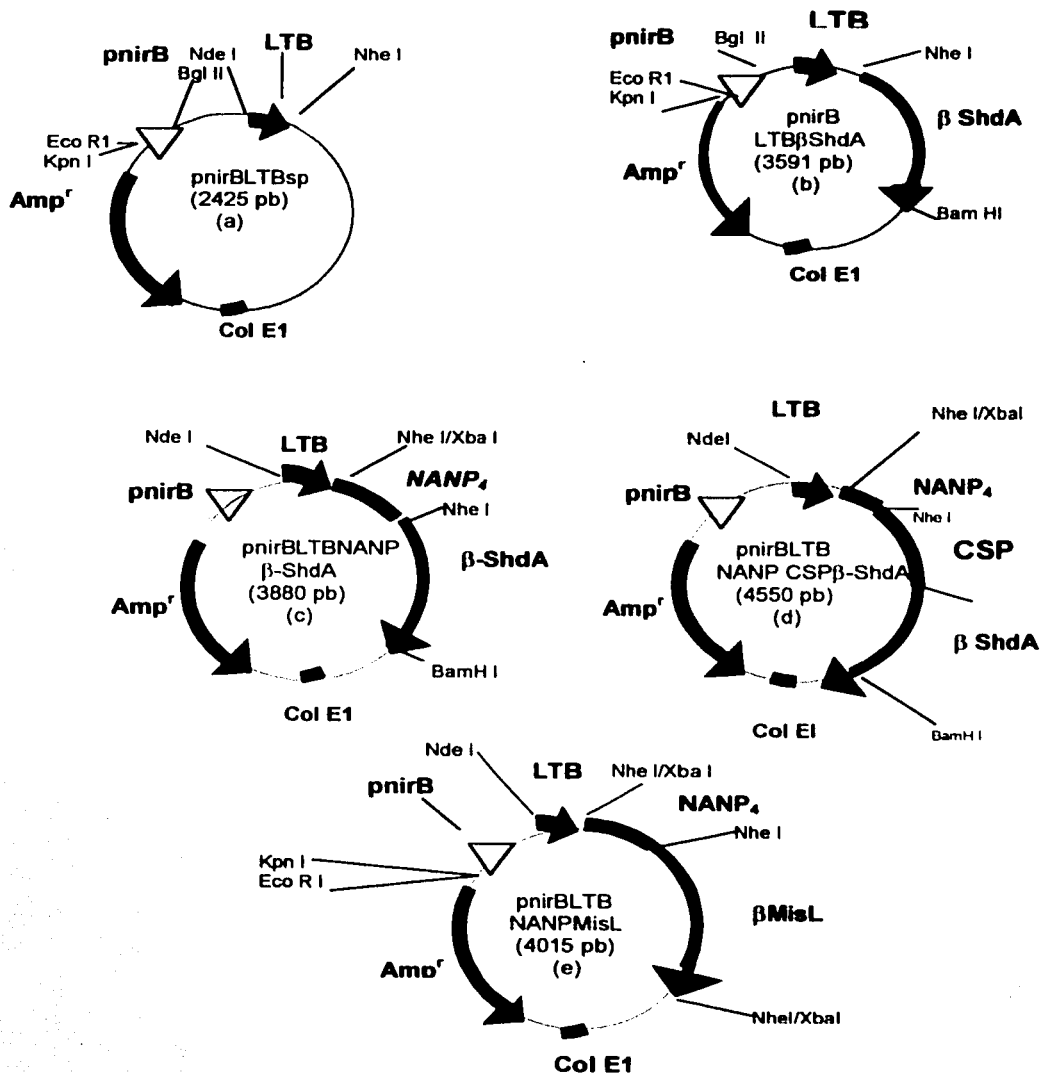 pnirB
Nde I
LTB
Bgl II
Nhe I
Eco R1
Kpn I
Amp^r
pnirBLTBsp
(2425 pb)
(a)
Col E1
LTB
pnirB
Bgl II
Nhe I
Eco R1
Kpn I
β ShdA
pnirB
LTBβShdA
(3591 pb)
(b)
Amp^r
Bam HI
Col E1
Nde I
LTB
Nhe I/Xba I
pnirB
NANP₄
Nhe I
pnirBLTBNANP
β-ShdA
(3880 pb)
(c)
β-ShdA
Amp^r
BamH I
Col E1
LTB
Nhe I/XbaI
NdeI
pnirB
NANP₄
Nhe I
CSP
pnirBLTB
NANP CSPβ-ShdA
(4550 pb)
(d)
Amp^r
β ShdA
Col EI
BamH I
Nde I
LTB
Nhe I/Xba I
pnirB
NANP₄
Nhe I
Kpn I
Eco R I
pnirBLTB
NANPMisL
(4015 pb)
(e)
βMisL
Amp^r
NheI/XbaI
Col E1